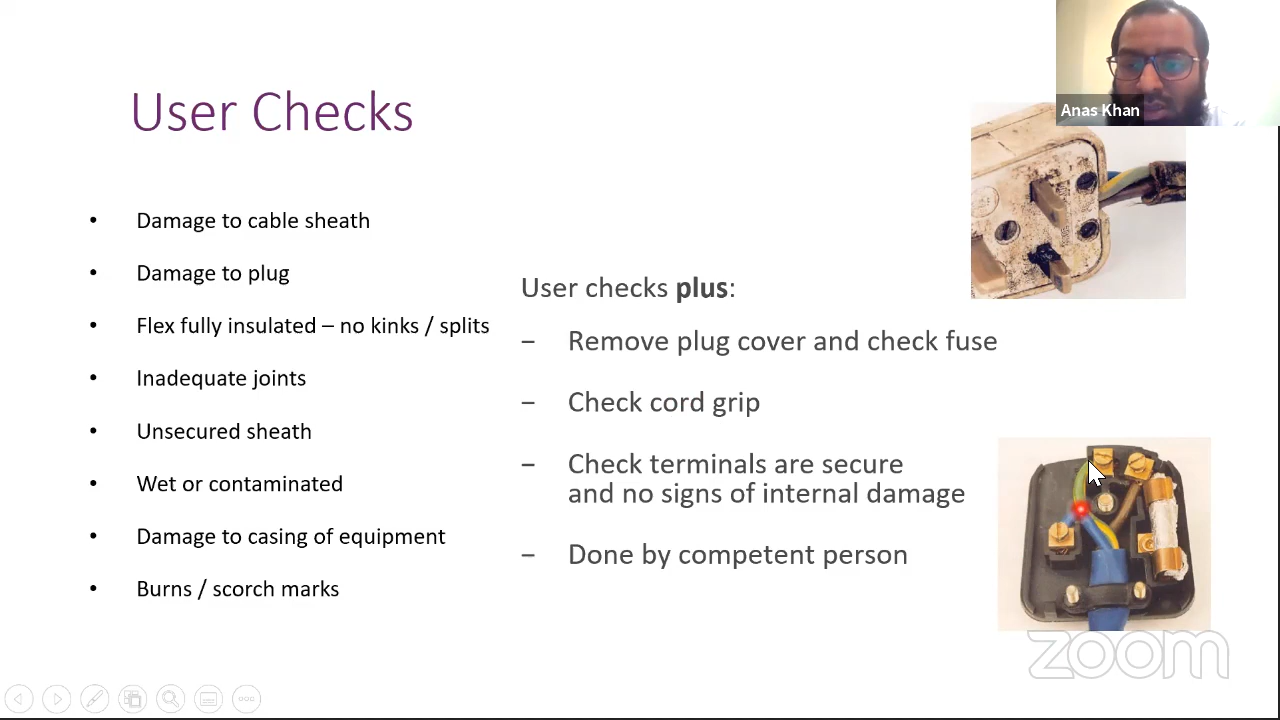 User Checks
Anas Khan
• Damage to cable sheath
• Damage to plug
• Flex fully insulated – no kinks / splits
• Inadequate joints
• Unsecured sheath
• Wet or contaminated
• Damage to casing of equipment
• Burns / scorch marks
User checks plus:
– Remove plug cover and check fuse
– Check cord grip
– Check terminals are secure
and no signs of internal damage
– Done by competent person
zoom